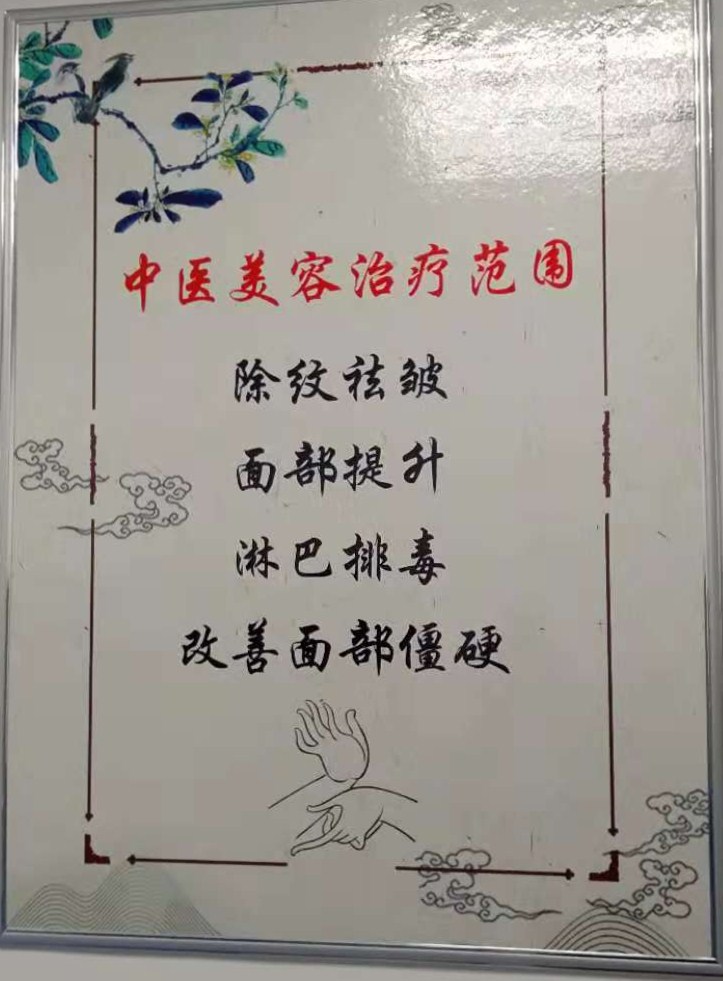 中医美容治疗范围
除纹祛皱
面部提升
淋巴排毒
改善面部僵硬